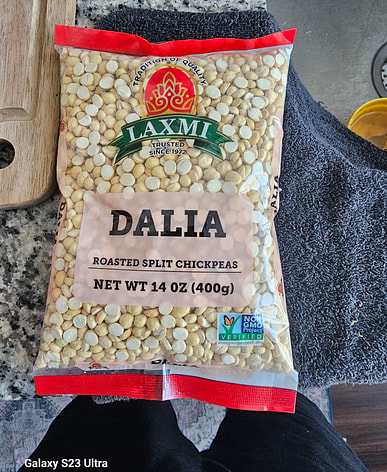 TRADITION OF QUALITY
LAXMI
TRUSTED
SINCE 1972
DALIA
ROASTED SPLIT CHICKPEAS
NET WT 14 OZ (400g)
NON
GMO
Project
VERIFIED
DALIA
Galaxy S23 Ultra